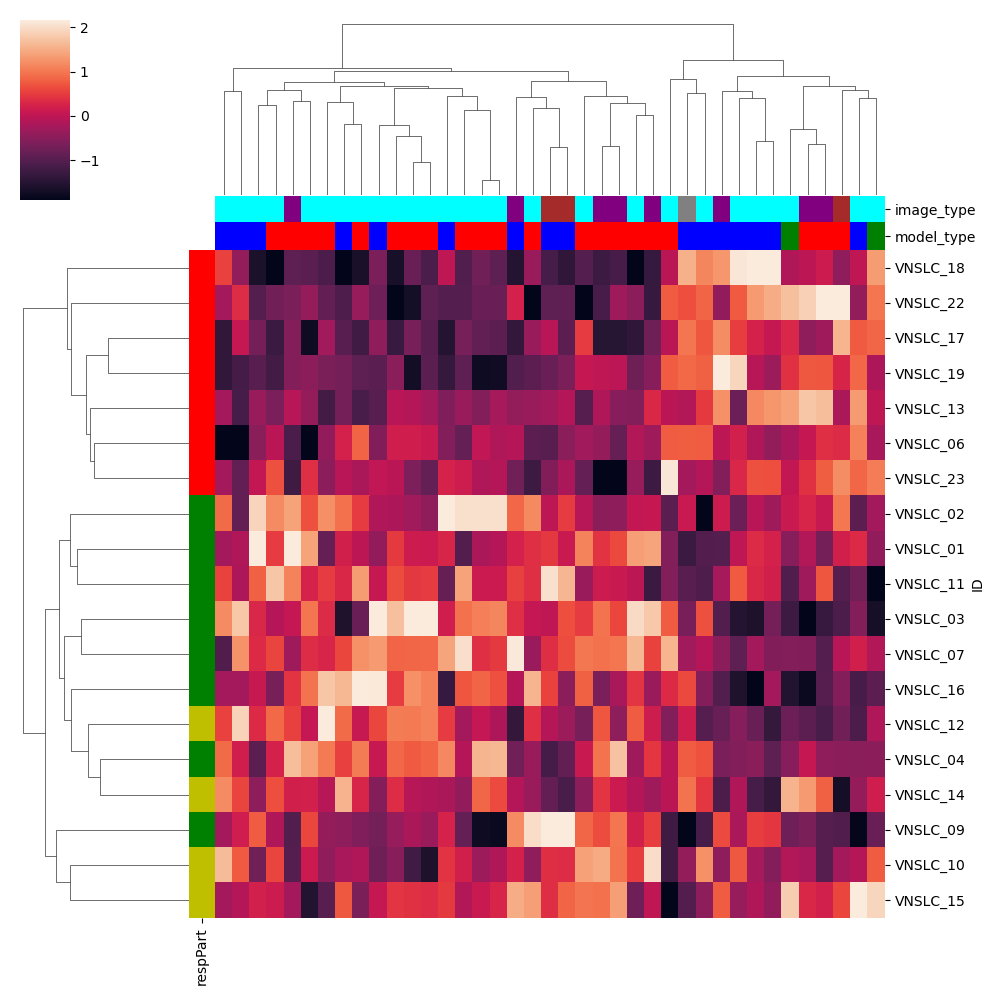 2
1
0
−1
image_type
model_type
VNSLC_18
VNSLC_22
VNSLC_17
VNSLC_19
VNSLC_13
VNSLC_06
VNSLC_23
VNSLC_02
VNSLC_01
VNSLC_11
VNSLC_03
VNSLC_07
VNSLC_16
VNSLC_12
VNSLC_04
VNSLC_14
VNSLC_09
VNSLC_10
VNSLC_15
ID
respPart